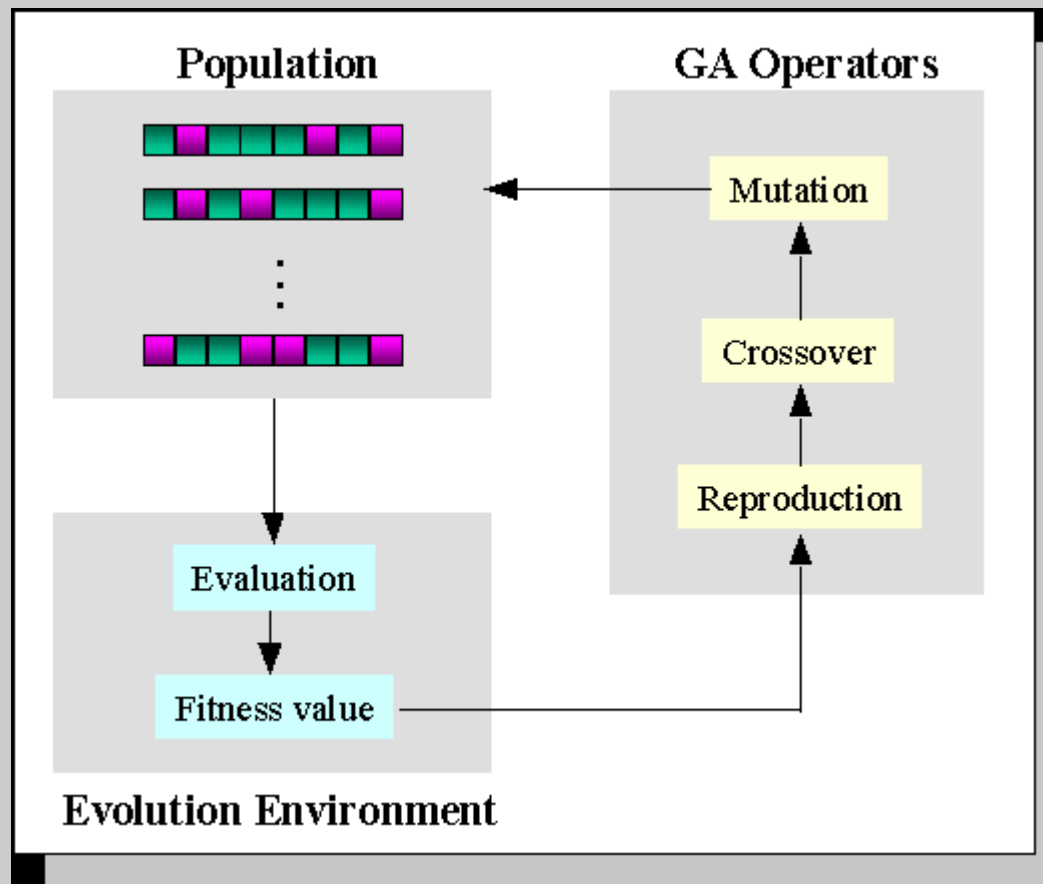 Population
GA Operators
Mutation
Crossover
Reproduction
Evaluation
Fitness value
Evolution Environment